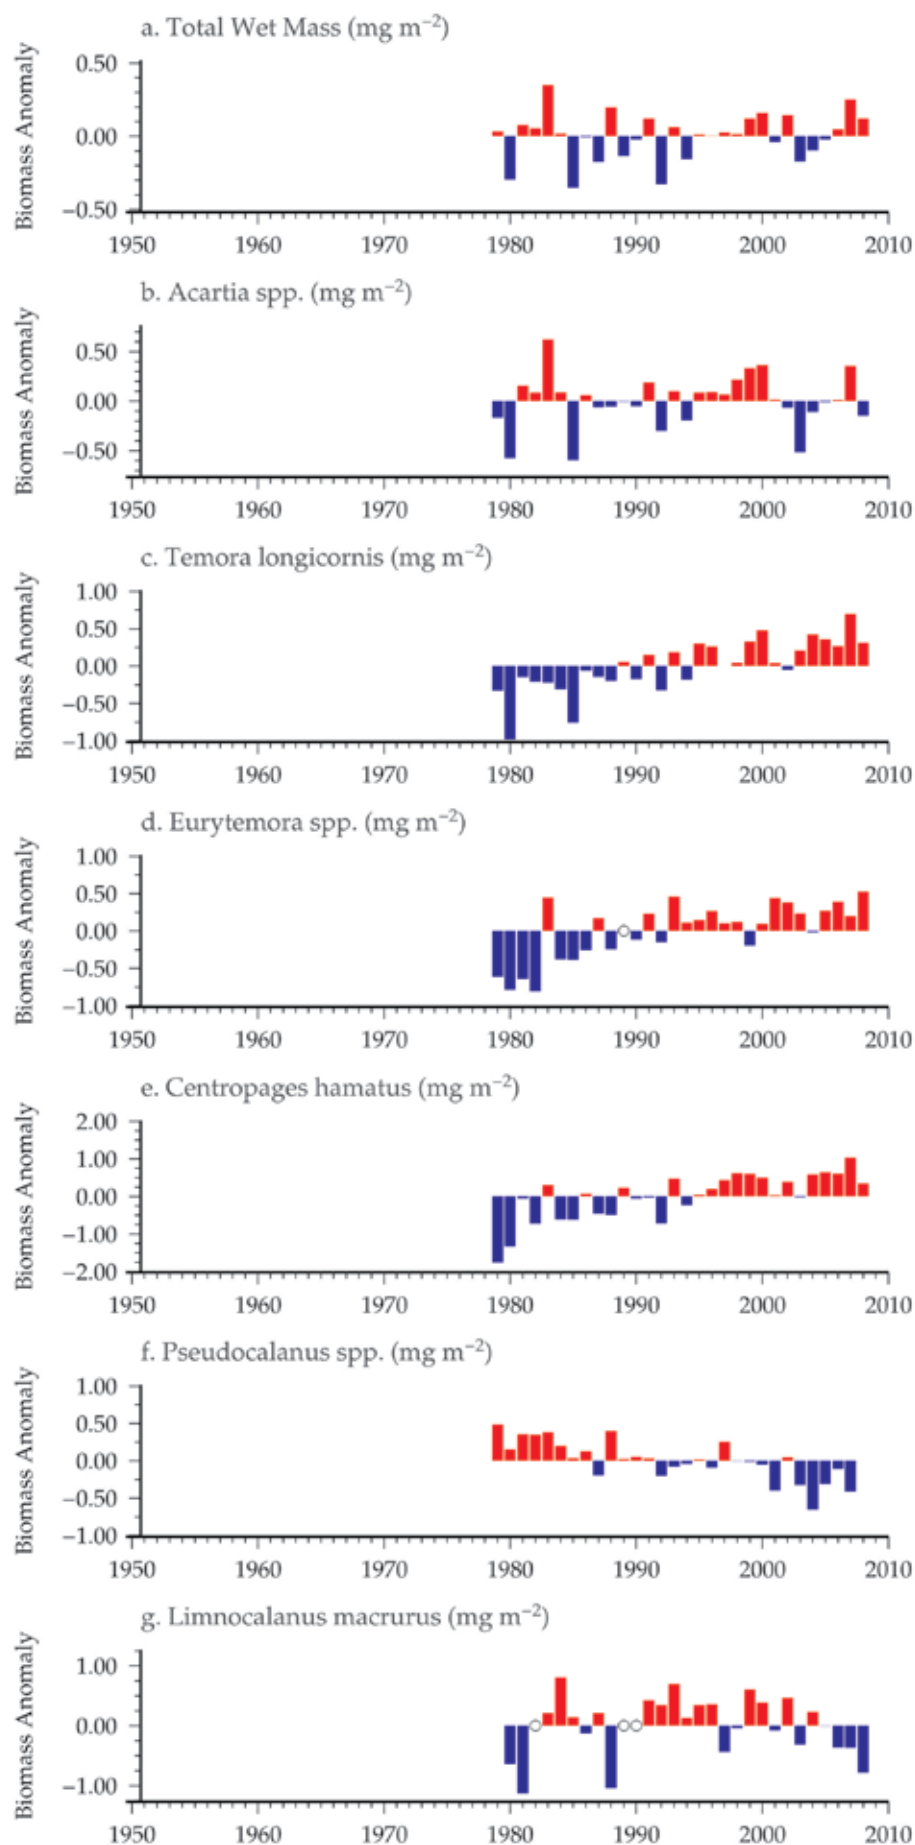 a. Total Wet Mass (mg m⁻²)
Biomass Anomaly
0.50
0.00
−0.50
1950 1960 1970 1980 1990 2000 2010
b. Acartia spp. (mg m⁻²)
Biomass Anomaly
0.50
0.00
−0.50
1950 1960 1970 1980 1990 2000 2010
c. Temora longicornis (mg m⁻²)
Biomass Anomaly
1.00
0.50
0.00
−0.50
−1.00
1950 1960 1970 1980 1990 2000 2010
d. Eurytemora spp. (mg m⁻²)
Biomass Anomaly
1.00
0.50
0.00
−0.50
−1.00
1950 1960 1970 1980 1990 2000 2010
e. Centropages hamatus (mg m⁻²)
Biomass Anomaly
2.00
1.00
0.00
−1.00
−2.00
1950 1960 1970 1980 1990 2000 2010
f. Pseudocalanus spp. (mg m⁻²)
Biomass Anomaly
1.00
0.50
0.00
−0.50
−1.00
1950 1960 1970 1980 1990 2000 2010
g. Limnocalanus macrurus (mg m⁻²)
Biomass Anomaly
1.00
0.00
−1.00
1950 1960 1970 1980 1990 2000 2010